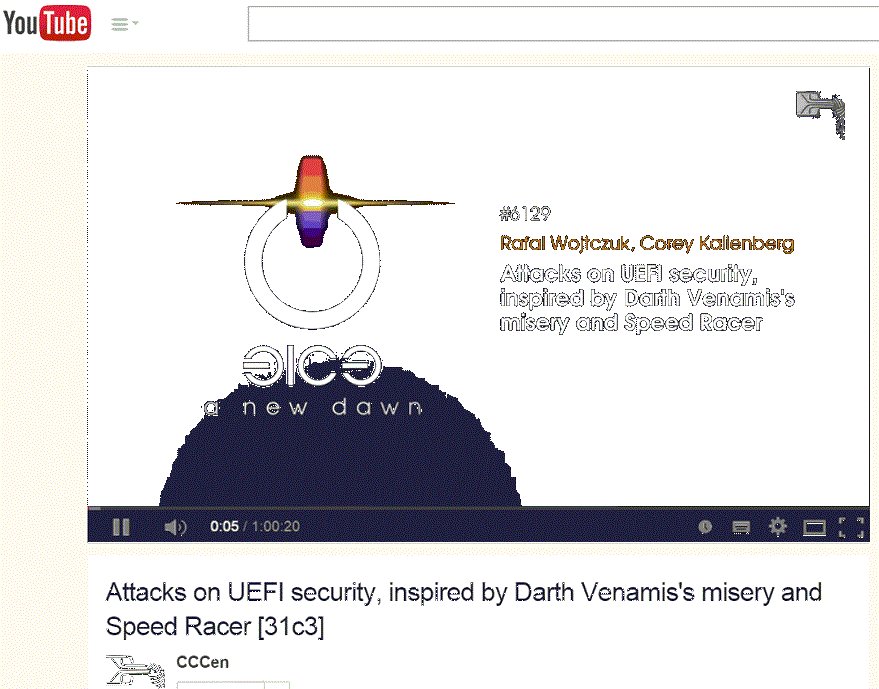 YouTube
#6129
Rafal Wojtczuk, Corey Kallenberg
Attacks on UEFI security,
inspired by Darth Venamis's
misery and Speed Racer
31C3
a new dawn
0:05 / 1:00:20
Attacks on UEFI security, inspired by Darth Venamis's misery and
Speed Racer [31c3]
CCCen